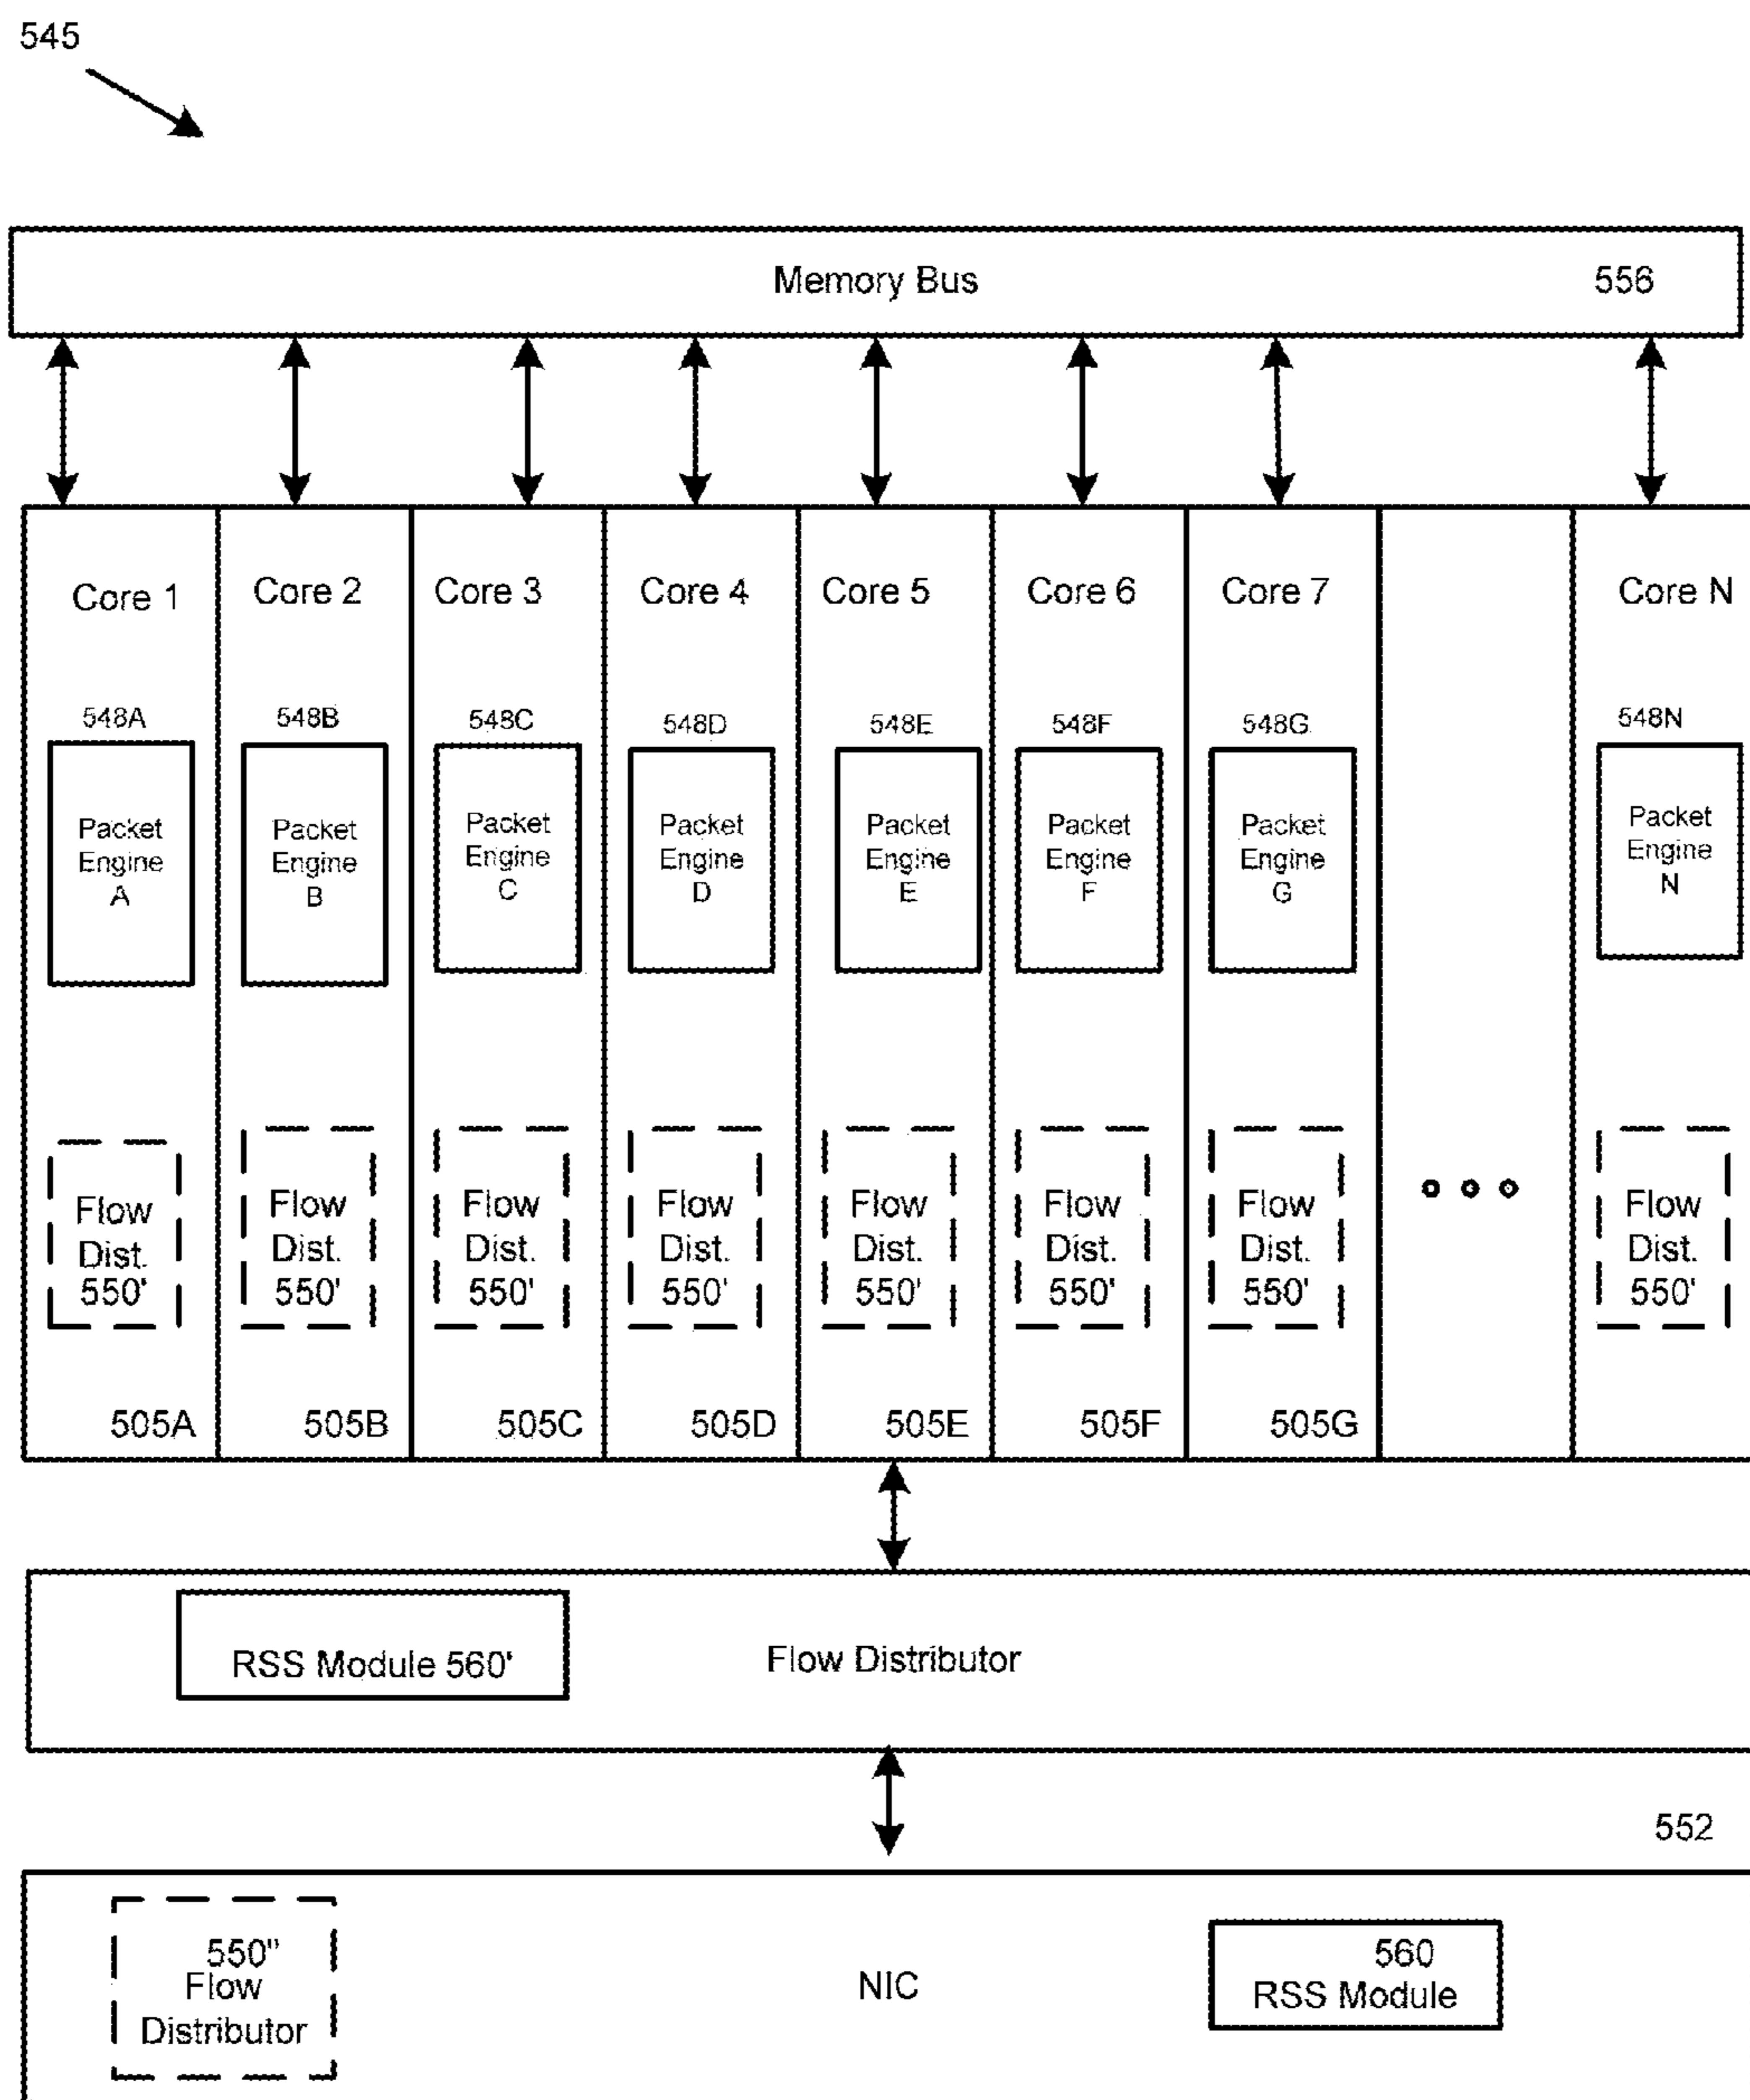 545
Memory Bus 556
Core 1 Core 2 Core 3 Core 4 Core 5 Core 6 Core 7 Core N
548A 548B 548C 548D 548E 548F 548G 548N
Packet
Engine
A
Packet
Engine
B
Packet
Engine
C
Packet
Engine
D
Packet
Engine
E
Packet
Engine
F
Packet
Engine
G
Packet
Engine
N
Flow
Dist.
550'
Flow
Dist.
550'
Flow
Dist.
550'
Flow
Dist.
550'
Flow
Dist.
550'
Flow
Dist.
550'
Flow
Dist.
550'
Flow
Dist.
550'
505A 505B 505C 505D 505E 505F 505G
RSS Module 560' Flow Distributor
552
550"
Flow
Distributor
NIC
560
RSS Module